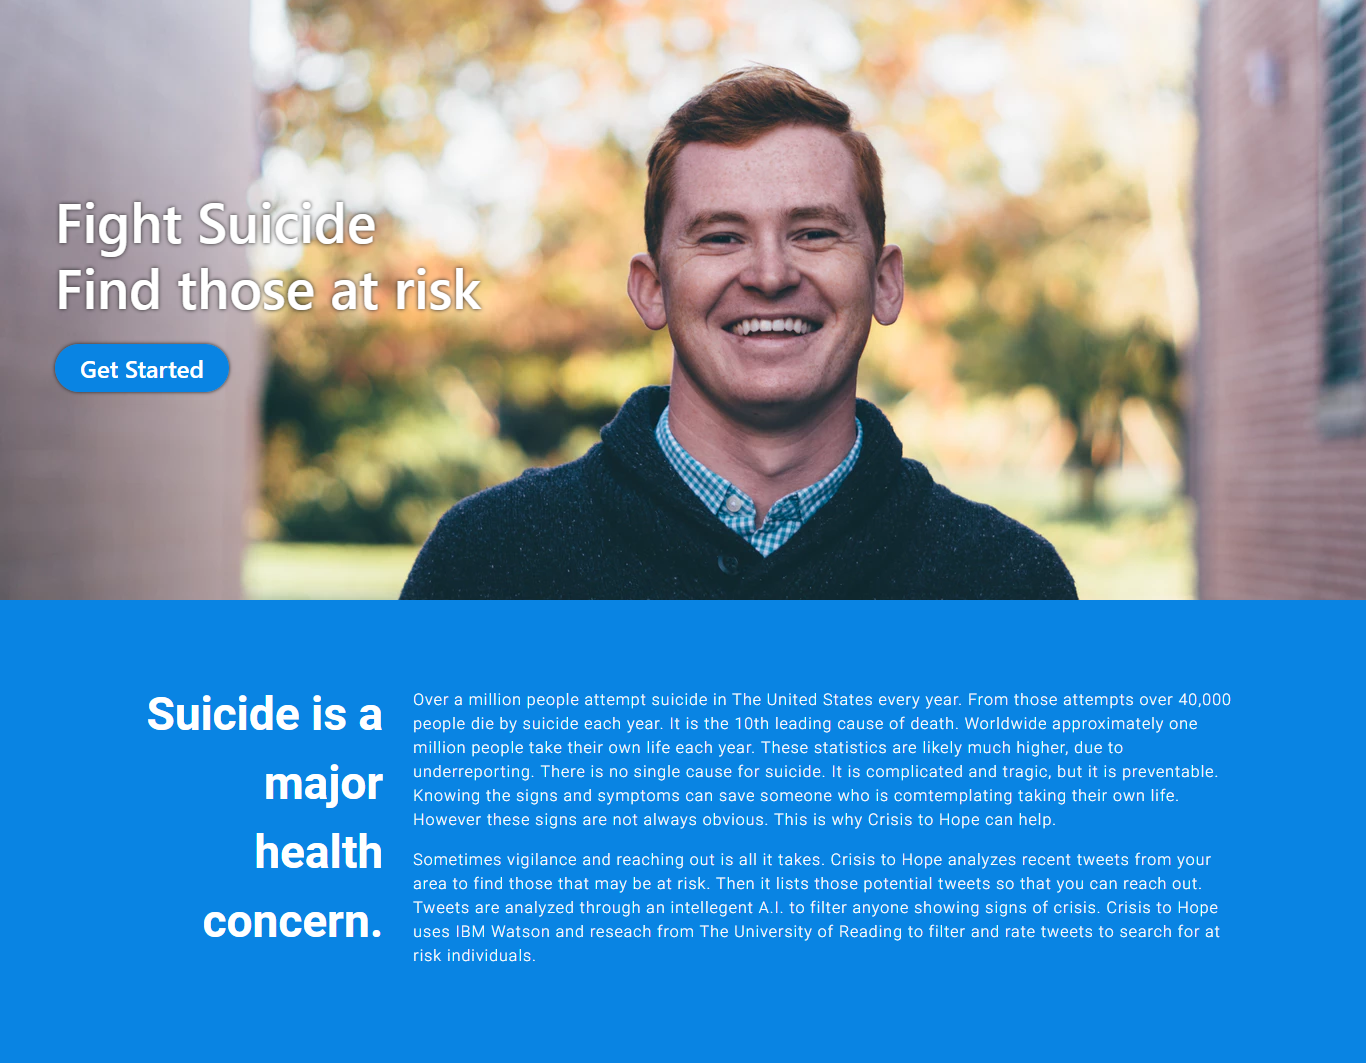 Fight Suicide
Find those at risk
Get Started
Suicide is a
major
health
concern.
Over a million people attempt suicide in The United States every year. From those attempts over 40,000
people die by suicide each year. It is the 10th leading cause of death. Worldwide approximately one
million people take their own life each year. These statistics are likely much higher, due to
underreporting. There is no single cause for suicide. It is complicated and tragic, but it is preventable.
Knowing the signs and symptoms can save someone who is comtemplating taking their own life.
However these signs are not always obvious. This is why Crisis to Hope can help.
Sometimes vigilance and reaching out is all it takes. Crisis to Hope analyzes recent tweets from your
area to find those that may be at risk. Then it lists those potential tweets so that you can reach out.
Tweets are analyzed through an intellegent A.I. to filter anyone showing signs of crisis. Crisis to Hope
uses IBM Watson and reseach from The University of Reading to filter and rate tweets to search for at
risk individuals.